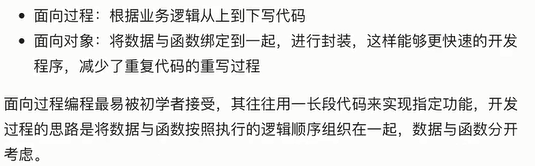 • 面向过程：根据业务逻辑从上到下写代码
• 面向对象：将数据与函数绑定到一起，进行封装，这样能够更快速的开发
程序，减少了重复代码的重写过程
面向过程编程最易被初学者接受，其往往用一长段代码来实现指定功能，开发
过程的思路是将数据与函数按照执行的逻辑顺序组织在一起，数据与函数分开
考虑。